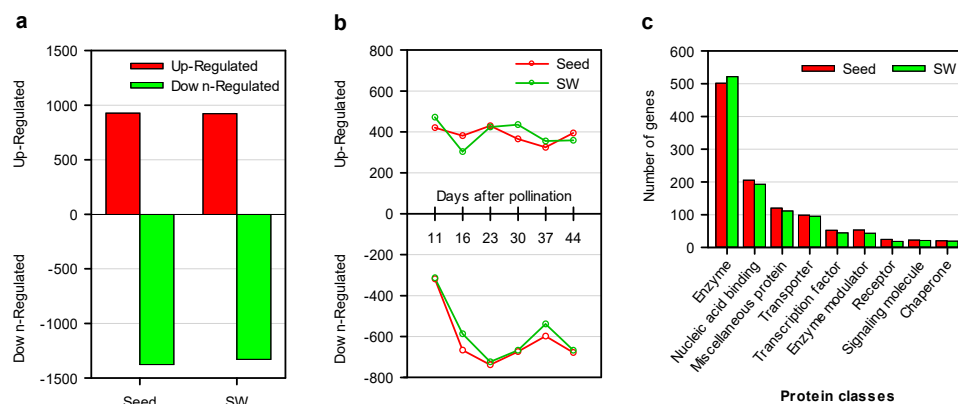 a
1500
1000
500
0
-500
-1000
-1500
Up-Regulated
Dow n-Regulated
Up-Regulated
Dow n-Regulated
Seed
SW
b
800
600
400
200
0
-200
-400
-600
-800
Up-Regulated
Dow n-Regulated
Seed
SW
Days after pollination
11 16 23 30 37 44
c
600
500
400
300
200
100
0
Number of genes
Seed
SW
Enzyme
Nucleic acid binding
Miscellaneous protein
Transporter
Transcription factor
Enzyme modulator
Receptor
Signaling molecule
Chaperone
Protein classes